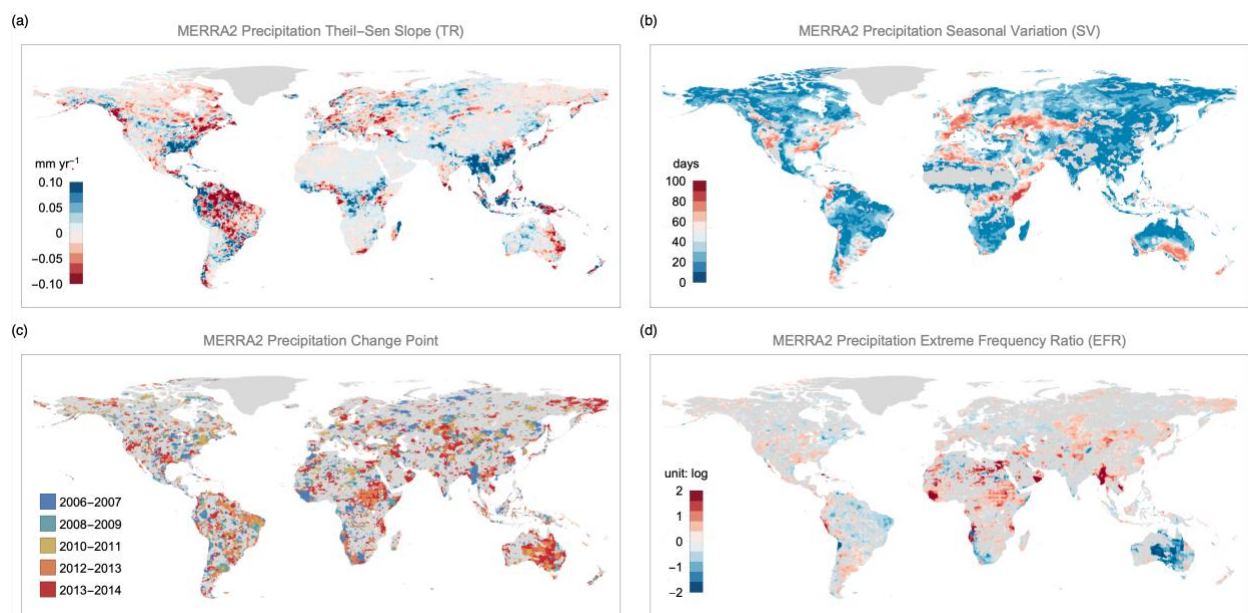 (a)
MERRA2 Precipitation Theil-Sen Slope (TR)
mm yr⁻¹
0.10
0.05
0
−0.05
−0.10
(b)
MERRA2 Precipitation Seasonal Variation (SV)
days
100
80
60
40
20
0
(c)
MERRA2 Precipitation Change Point
2006−2007
2008−2009
2010−2011
2012−2013
2013−2014
(d)
MERRA2 Precipitation Extreme Frequency Ratio (EFR)
unit: log
2
1
0
−1
−2